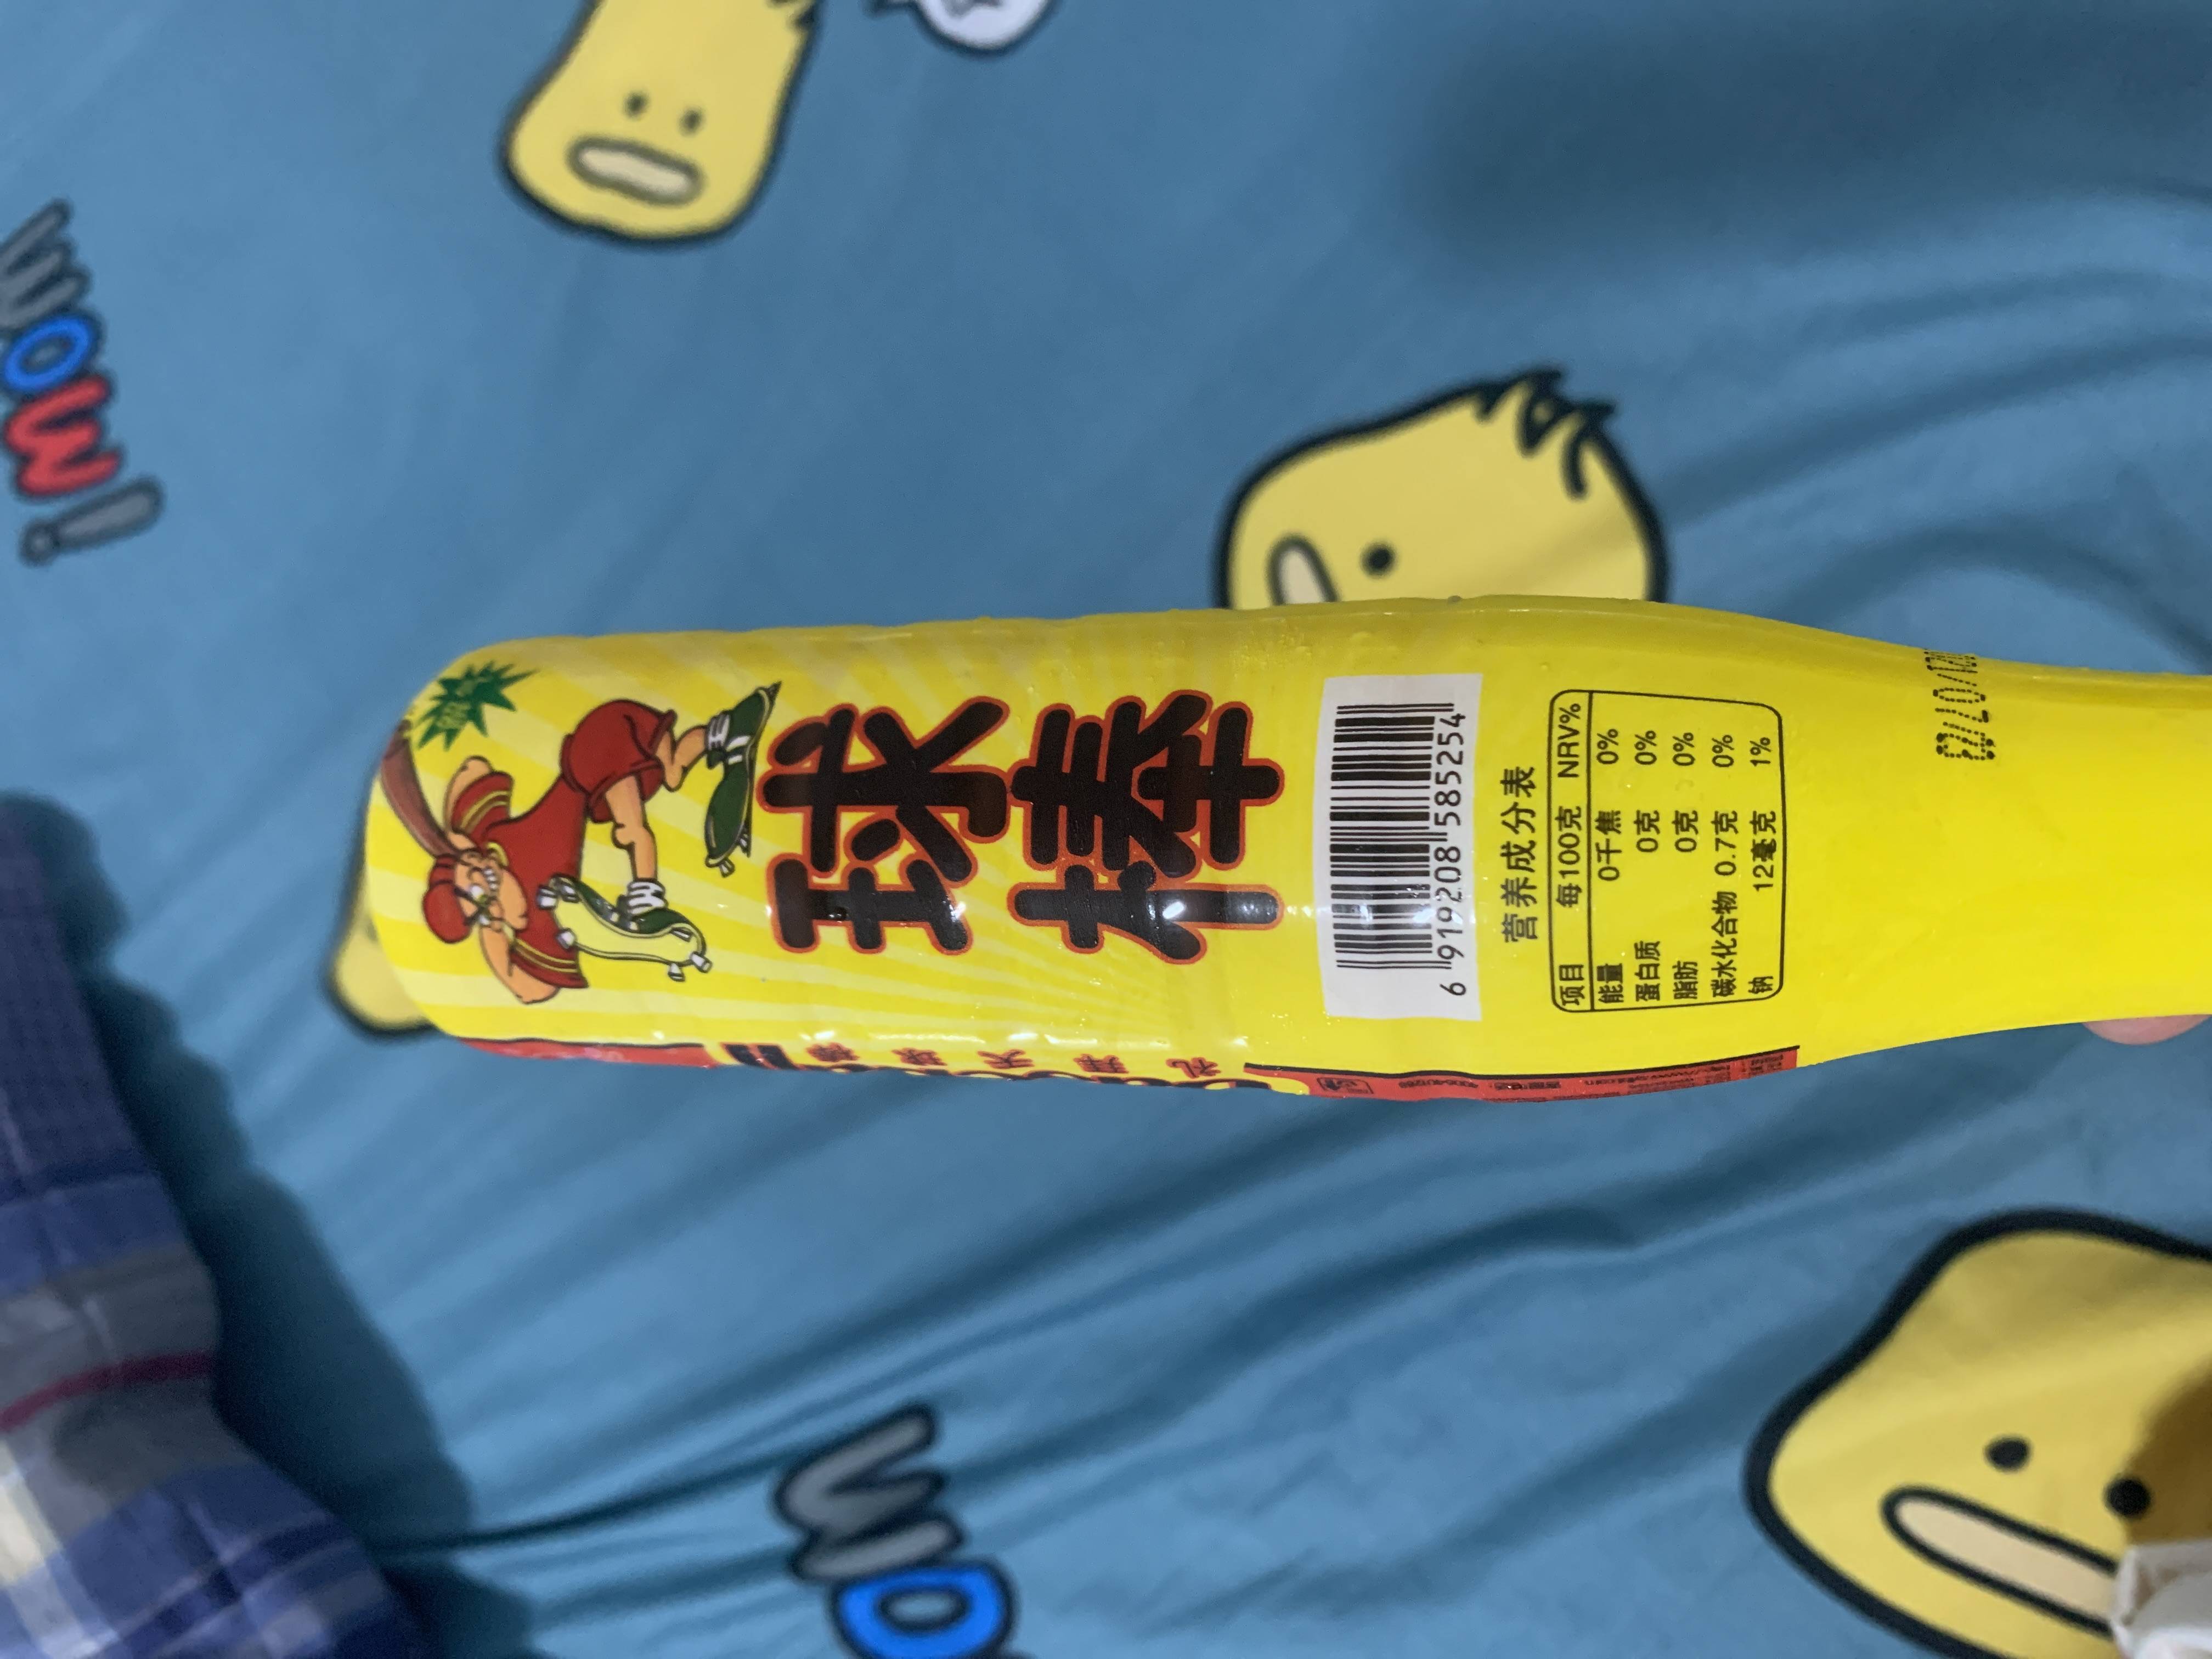 球棒
6 919208 585254
营养成分表
项目 每100克 NRV%
能量 0千焦 0%
蛋白质 0克 0%
脂肪 0克 0%
碳水化合物 0.7克 0%
钠 12毫克 1%
WOW!
WO